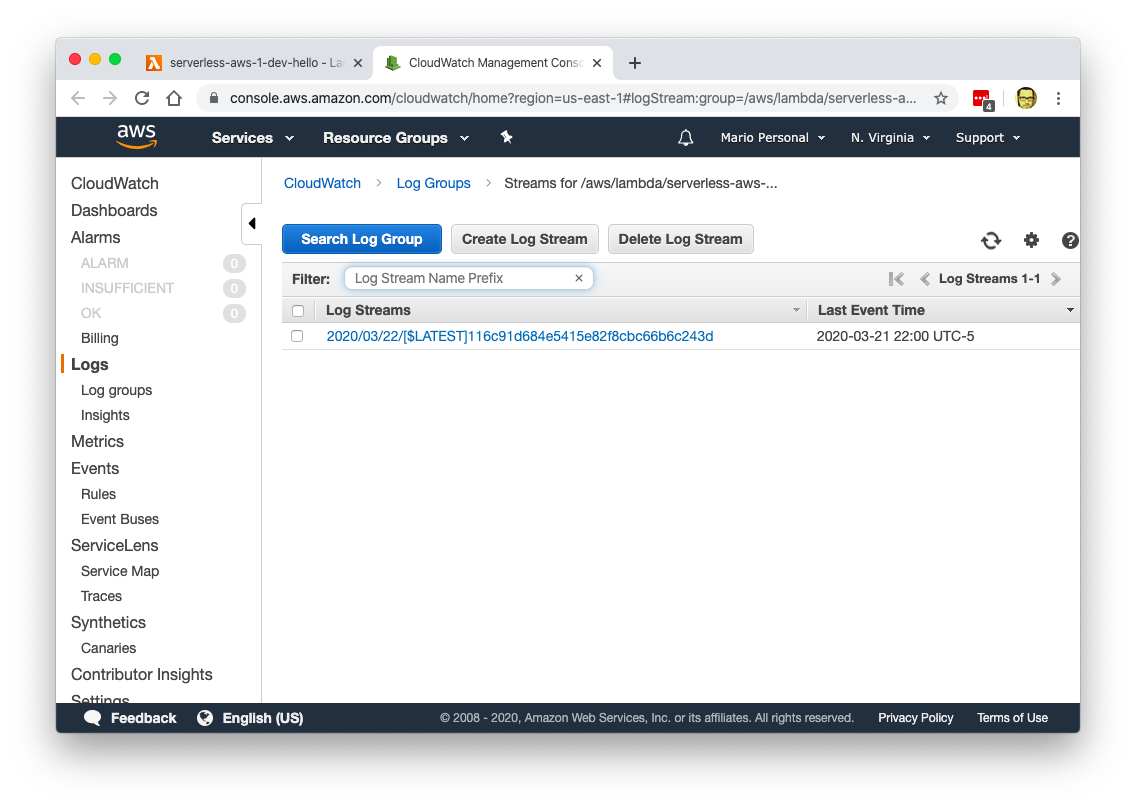 serverless-aws-1-dev-hello - La
CloudWatch Management Conso
console.aws.amazon.com/cloudwatch/home?region=us-east-1#logStream:group=/aws/lambda/serverless-a...
4
aws
Services
Resource Groups
Mario Personal
N. Virginia
Support
CloudWatch
Dashboards
Alarms
ALARM 0
INSUFFICIENT 0
OK 0
Billing
Logs
Log groups
Insights
Metrics
Events
Rules
Event Buses
ServiceLens
Service Map
Traces
Synthetics
Canaries
Contributor Insights
Settings
CloudWatch > Log Groups > Streams for /aws/lambda/serverless-aws-...
Search Log Group
Create Log Stream
Delete Log Stream
Filter: Log Stream Name Prefix
Log Streams 1-1
Log Streams Last Event Time
2020/03/22/[$LATEST]116c91d684e5415e82f8cbc66b6c243d 2020-03-21 22:00 UTC-5
Feedback
English (US)
© 2008 - 2020, Amazon Web Services, Inc. or its affiliates. All rights reserved.
Privacy Policy
Terms of Use